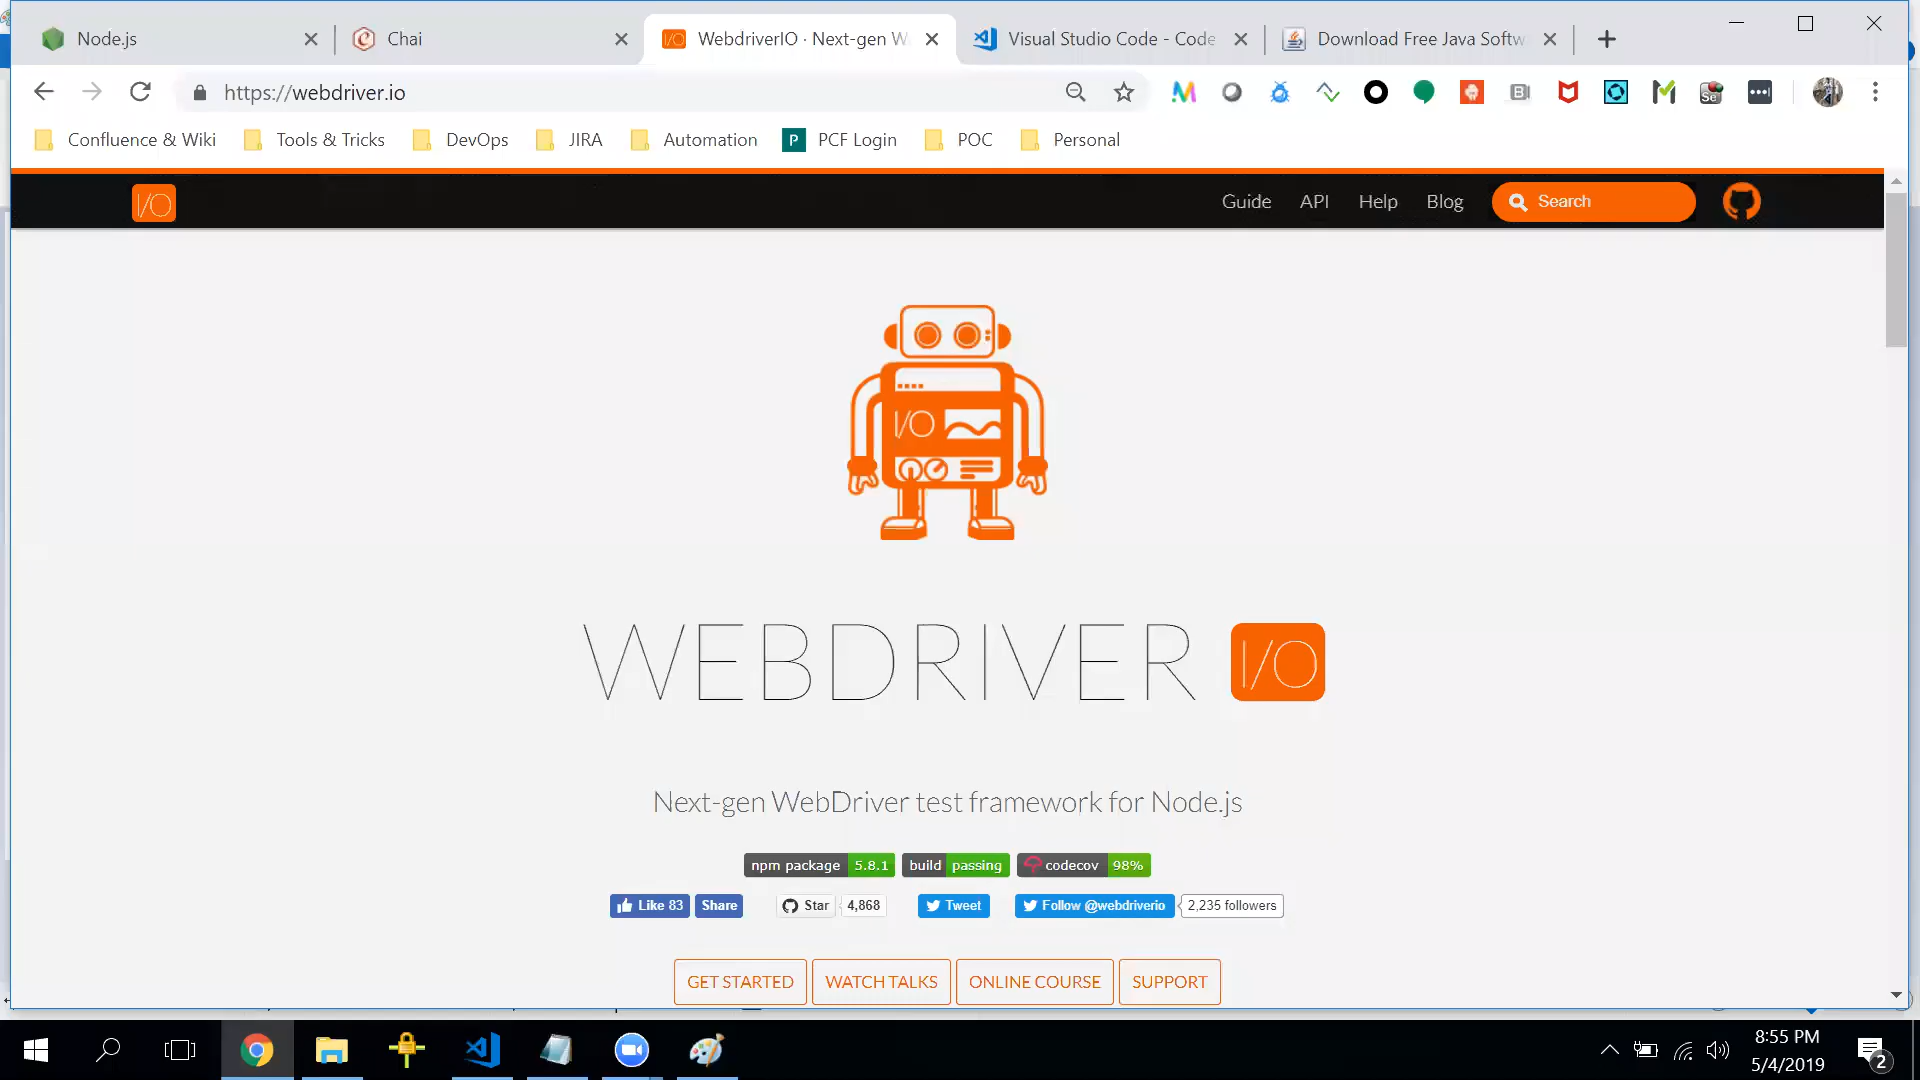 Node.js
Chai
WebdriverIO · Next-gen W
Visual Studio Code - Code
Download Free Java Softw
https://webdriver.io
Confluence & Wiki
Tools & Tricks
DevOps
JIRA
Automation
P PCF Login
POC
Personal
I/O
Guide
API
Help
Blog
Search
I/O
WEBDRIVER I/O
Next-gen WebDriver test framework for Node.js
npm package 5.8.1
build passing
codecov 98%
Like 83
Share
Star
4,868
Tweet
Follow @webdriverio
2,235 followers
GET STARTED
WATCH TALKS
ONLINE COURSE
SUPPORT
8:55 PM
5/4/2019
2